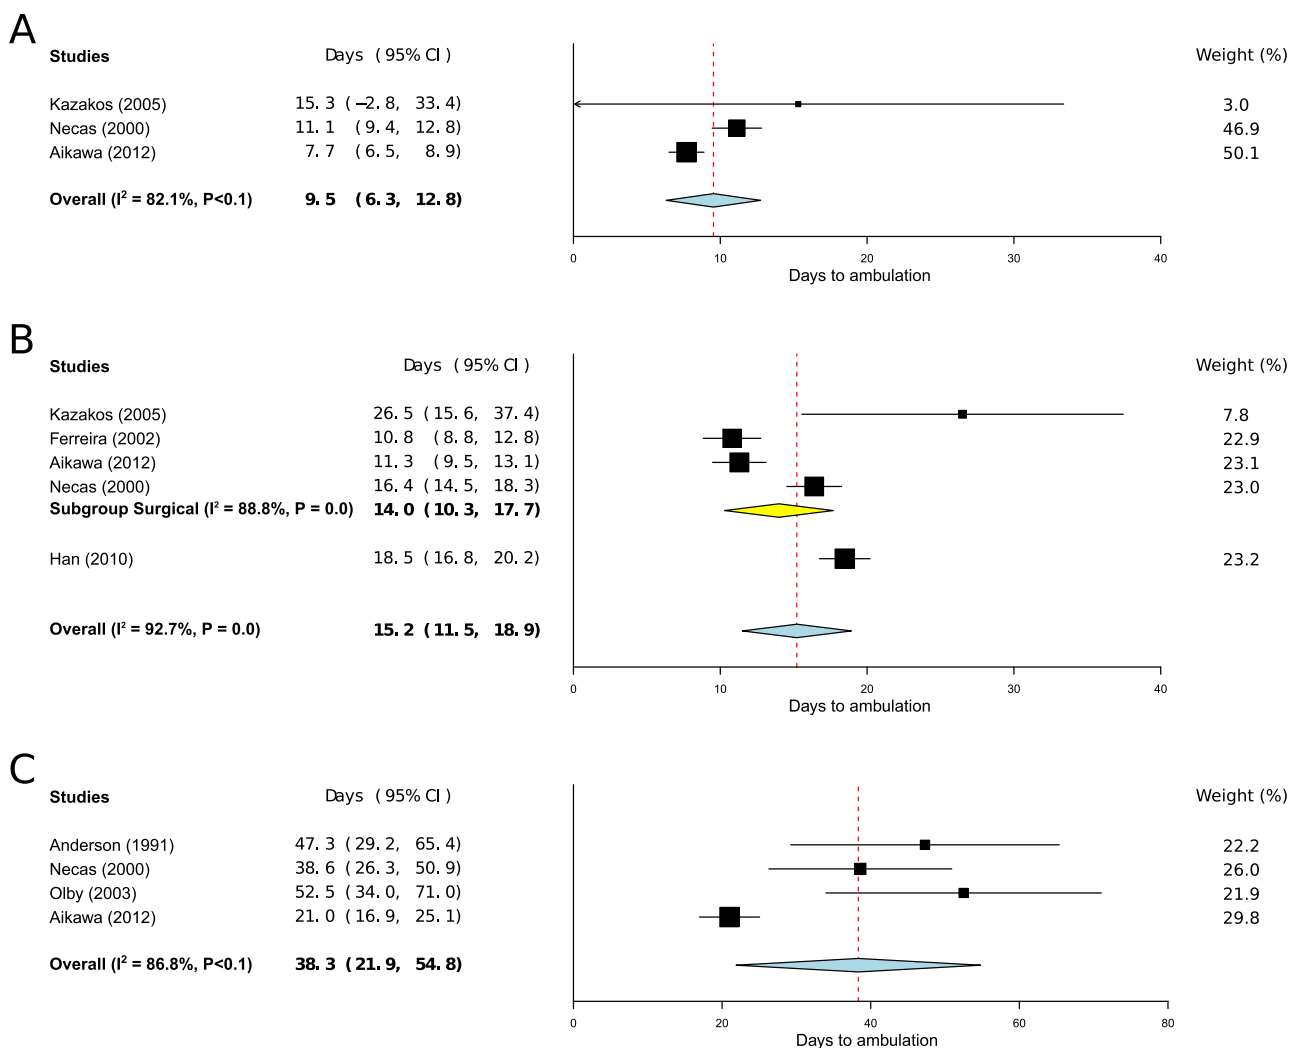 A
Studies Days (95% CI) Weight (%)
Kazakos (2005) 15.3 (−2.8, 33.4) 3.0
Necas (2000) 11.1 (9.4, 12.8) 46.9
Aikawa (2012) 7.7 (6.5, 8.9) 50.1
Overall (I² = 82.1%, P<0.1) 9.5 (6.3, 12.8)
0 10 20 30 40
Days to ambulation
B
Studies Days (95% CI) Weight (%)
Kazakos (2005) 26.5 (15.6, 37.4) 7.8
Ferreira (2002) 10.8 (8.8, 12.8) 22.9
Aikawa (2012) 11.3 (9.5, 13.1) 23.1
Necas (2000) 16.4 (14.5, 18.3) 23.0
Subgroup Surgical (I² = 88.8%, P = 0.0) 14.0 (10.3, 17.7)
Han (2010) 18.5 (16.8, 20.2) 23.2
Overall (I² = 92.7%, P = 0.0) 15.2 (11.5, 18.9)
0 10 20 30 40
Days to ambulation
C
Studies Days (95% CI) Weight (%)
Anderson (1991) 47.3 (29.2, 65.4) 22.2
Necas (2000) 38.6 (26.3, 50.9) 26.0
Olby (2003) 52.5 (34.0, 71.0) 21.9
Aikawa (2012) 21.0 (16.9, 25.1) 29.8
Overall (I² = 86.8%, P<0.1) 38.3 (21.9, 54.8)
0 20 40 60 80
Days to ambulation